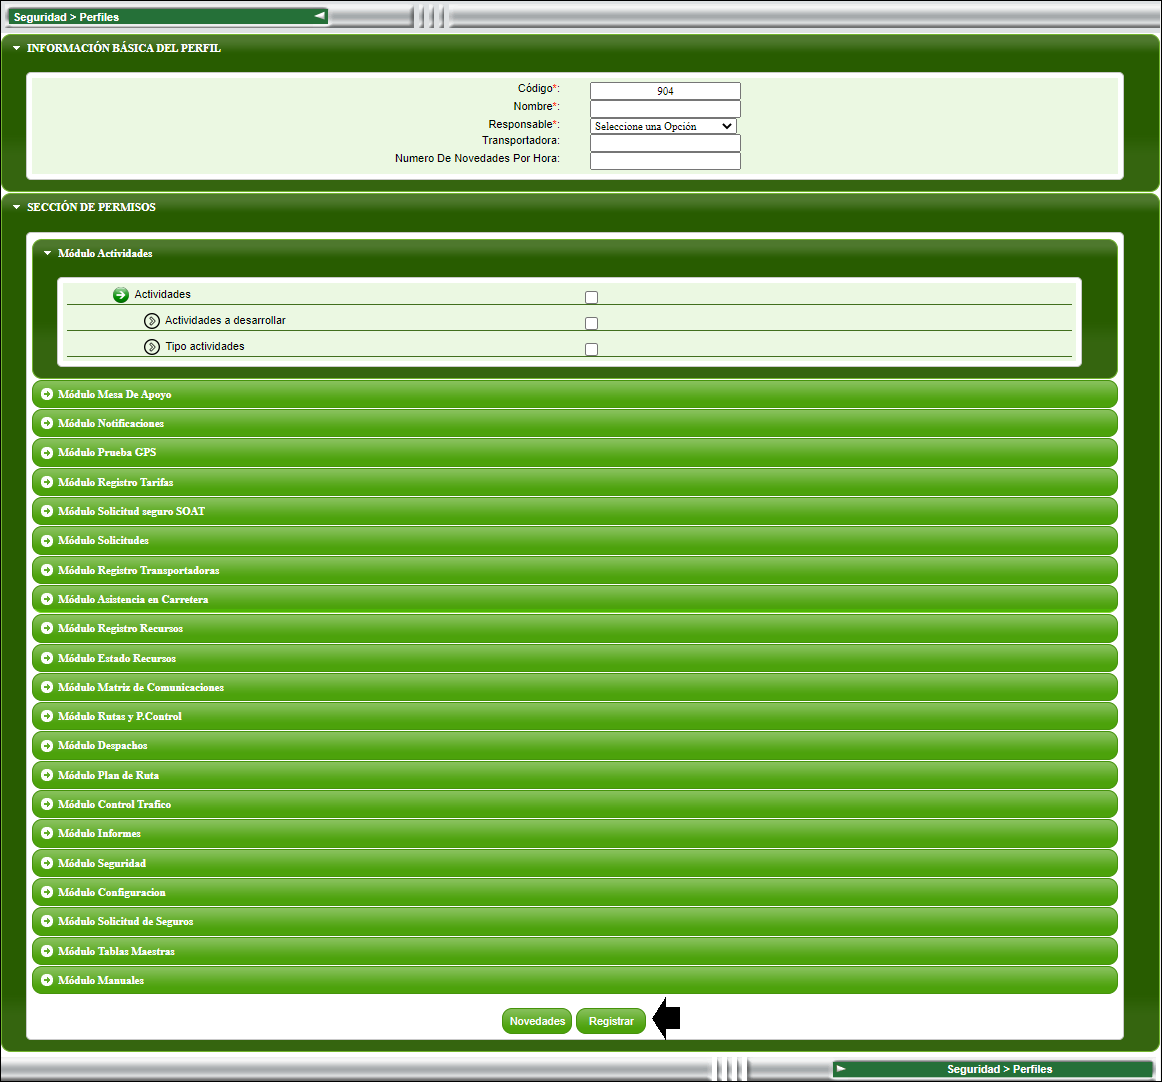 Seguridad > Perfiles
INFORMACIÓN BÁSICA DEL PERFIL
Código*: 904
Nombre*:
Responsable*: Seleccione una Opción
Transportadora:
Numero De Novedades Por Hora:
SECCIÓN DE PERMISOS
Módulo Actividades
Actividades
Actividades a desarrollar
Tipo actividades
Módulo Mesa De Apoyo
Módulo Notificaciones
Módulo Prueba GPS
Módulo Registro Tarifas
Módulo Solicitud seguro SOAT
Módulo Solicitudes
Módulo Registro Transportadoras
Módulo Asistencia en Carretera
Módulo Registro Recursos
Módulo Estado Recursos
Módulo Matriz de Comunicaciones
Módulo Rutas y P.Control
Módulo Despachos
Módulo Plan de Ruta
Módulo Control Trafico
Módulo Informes
Módulo Seguridad
Módulo Configuracion
Módulo Solicitud de Seguros
Módulo Tablas Maestras
Módulo Manuales
Novedades Registrar
Seguridad > Perfiles